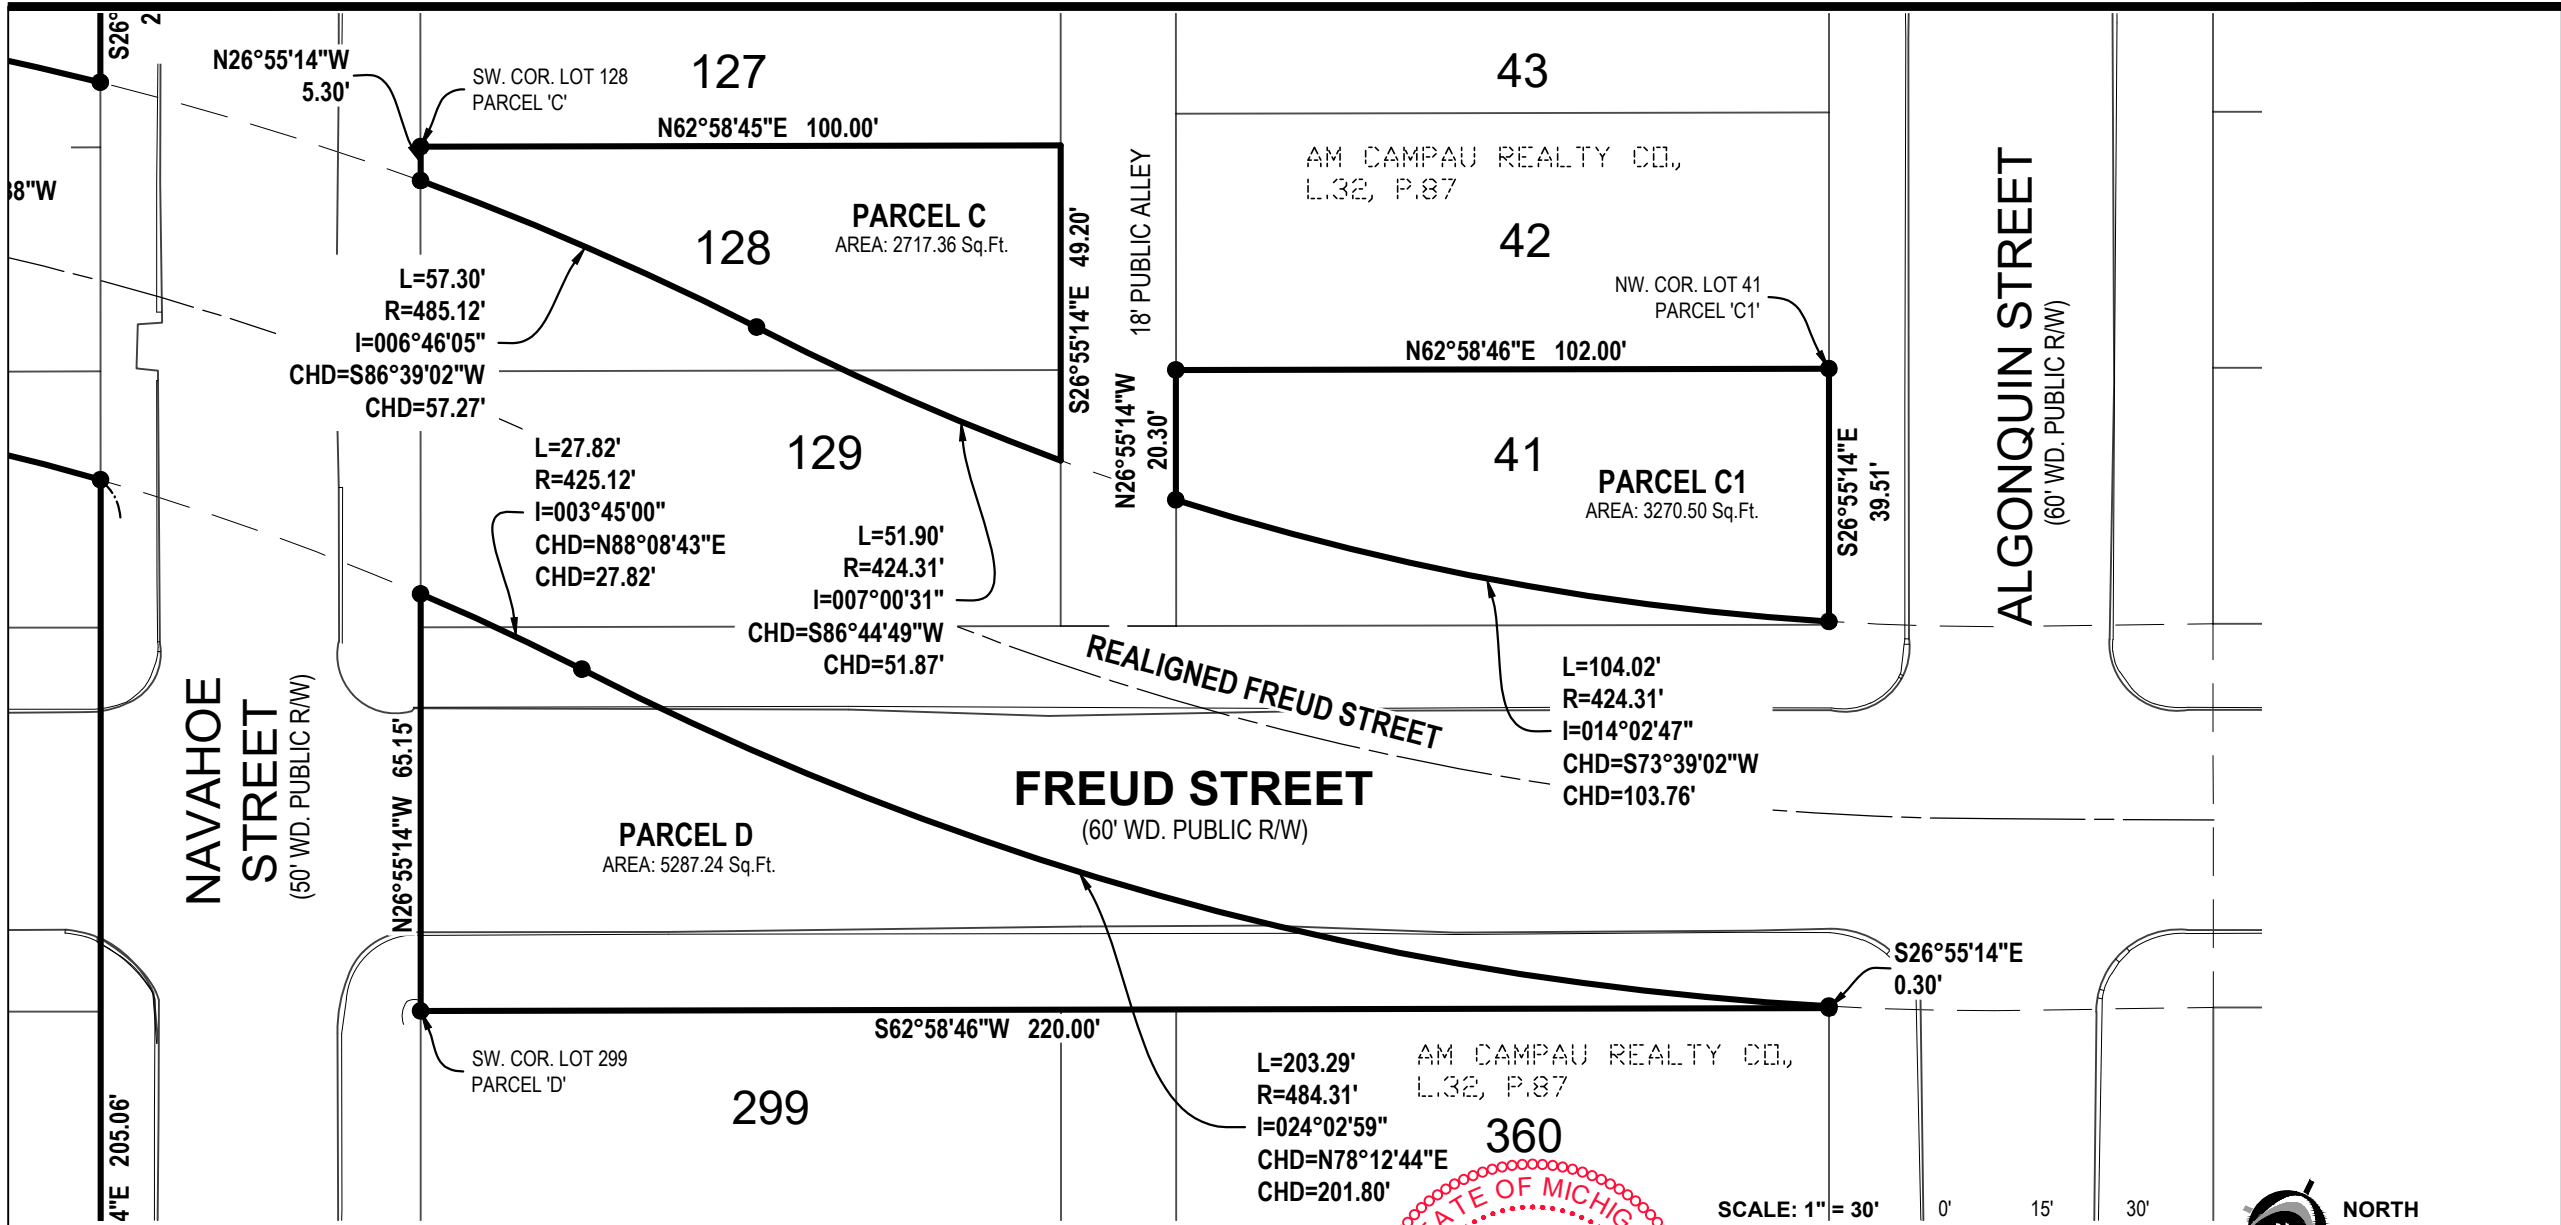 S26°
2
N26°55'14"W
5.30'
SW. COR. LOT 128
PARCEL 'C'
127
43
N62°58'45"E 100.00'
AM CAMPAU REALTY CO,
L.32, P.87
38"W
PARCEL C
AREA: 2717.36 Sq.Ft.
128
S26°55'14"E 49.20'
18' PUBLIC ALLEY
42
NW. COR. LOT 41
PARCEL 'C1'
ALGONQUIN STREET
(60' WD. PUBLIC R/W)
L=57.30'
R=485.12'
I=006°46'05"
CHD=S86°39'02"W
CHD=57.27'
N62°58'46"E 102.00'
N26°55'14"W
20.30'
129
41
PARCEL C1
AREA: 3270.50 Sq.Ft.
S26°55'14"E
39.51'
L=27.82'
R=425.12'
I=003°45'00"
CHD=N88°08'43"E
CHD=27.82'
L=51.90'
R=424.31'
I=007°00'31"
CHD=S86°44'49"W
CHD=51.87'
REALIGNED FREUD STREET
L=104.02'
R=424.31'
I=014°02'47"
CHD=S73°39'02"W
CHD=103.76'
NAVAHOE
STREET
(50' WD. PUBLIC R/W)
N26°55'14"W 65.15'
FREUD STREET
(60' WD. PUBLIC R/W)
PARCEL D
AREA: 5287.24 Sq.Ft.
S26°55'14"E
0.30'
S62°58'46"W 220.00'
SW. COR. LOT 299
PARCEL 'D'
299
L=203.29'
R=484.31'
I=024°02'59"
CHD=N78°12'44"E
CHD=201.80'
AM CAMPAU REALTY CO,
L.32, P.87
360
4"E 205.06'
ATE OF MICHIG
SCALE: 1" = 30'
0' 15' 30'
NORTH